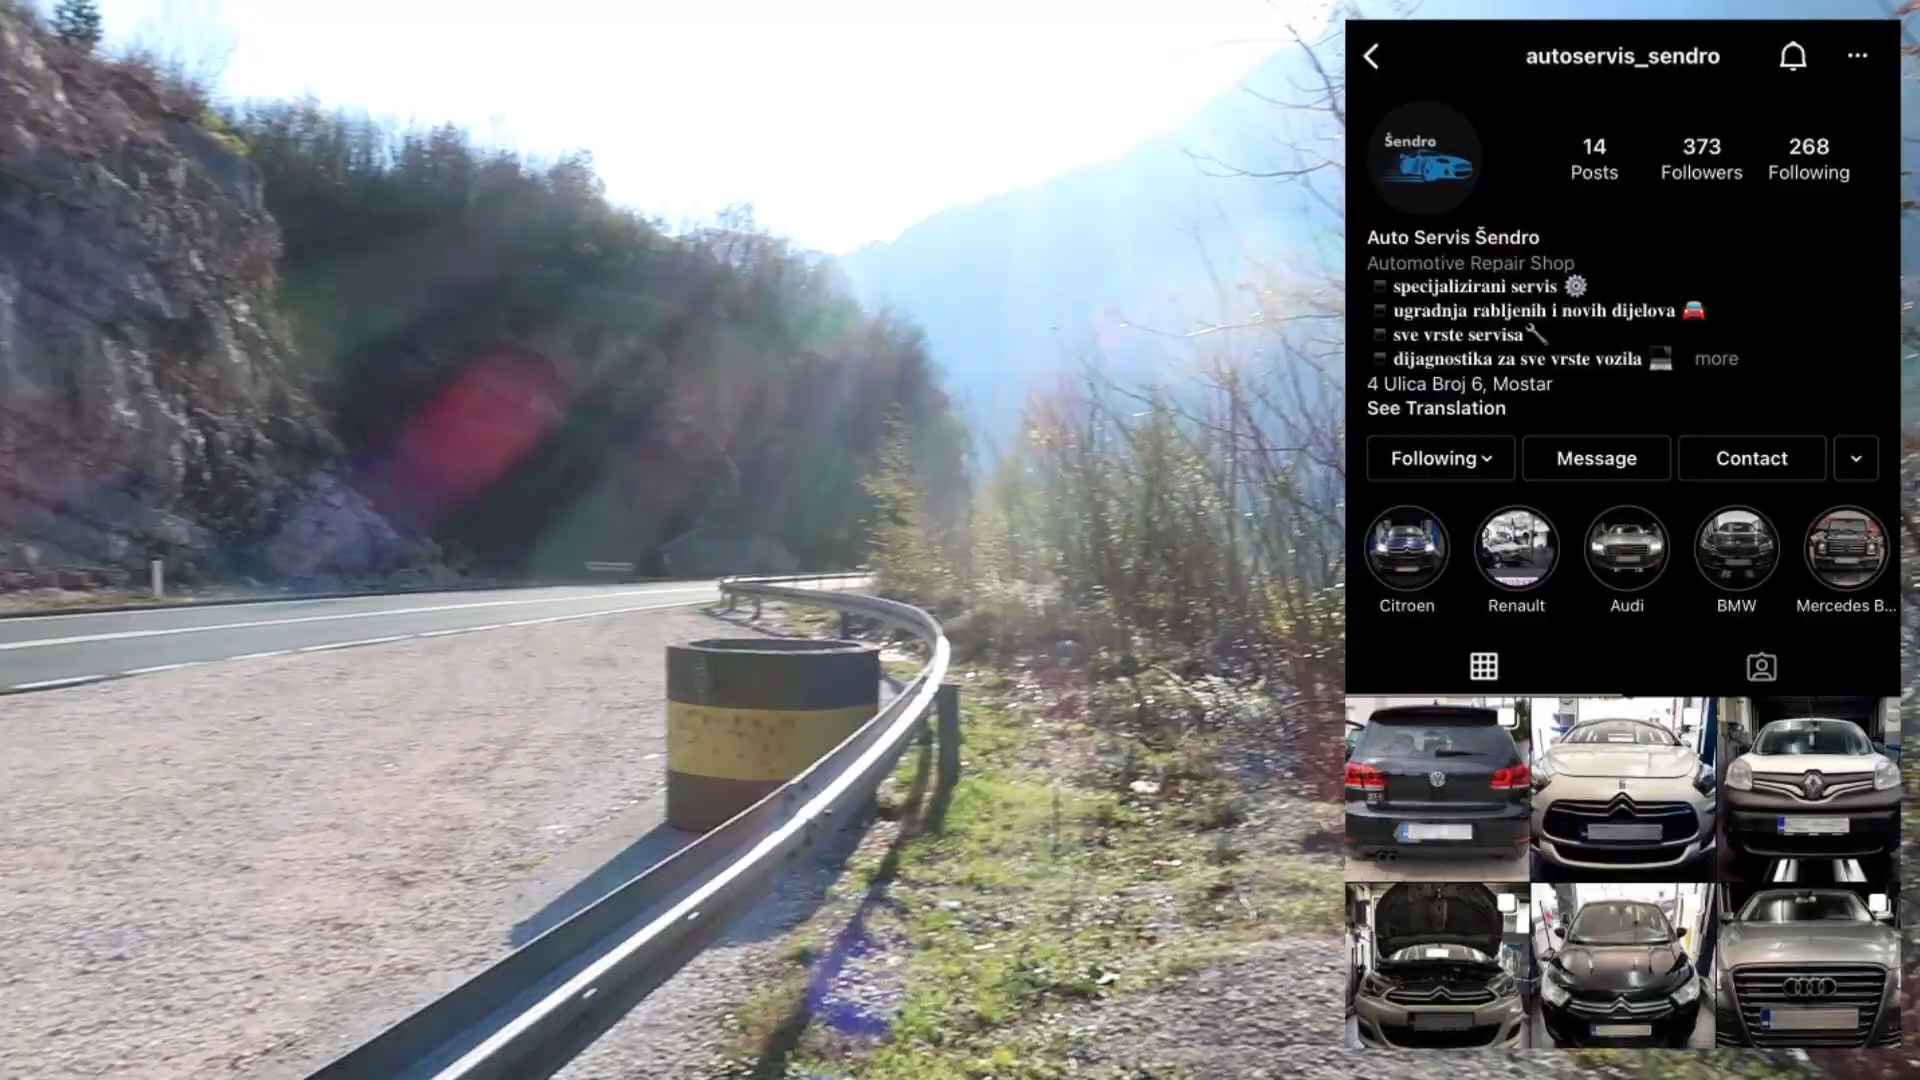 autoservis_sendro
Šendro
14
Posts
373
Followers
268
Following
Auto Servis Šendro
Automotive Repair Shop
specijalizirani servis
ugradnja rabljenih i novih dijelova
sve vrste servisa
dijagnostika za sve vrste vozila
more
4 Ulica Broj 6, Mostar
See Translation
Following
Message
Contact
Citroen
Renault
Audi
BMW
Mercedes B...